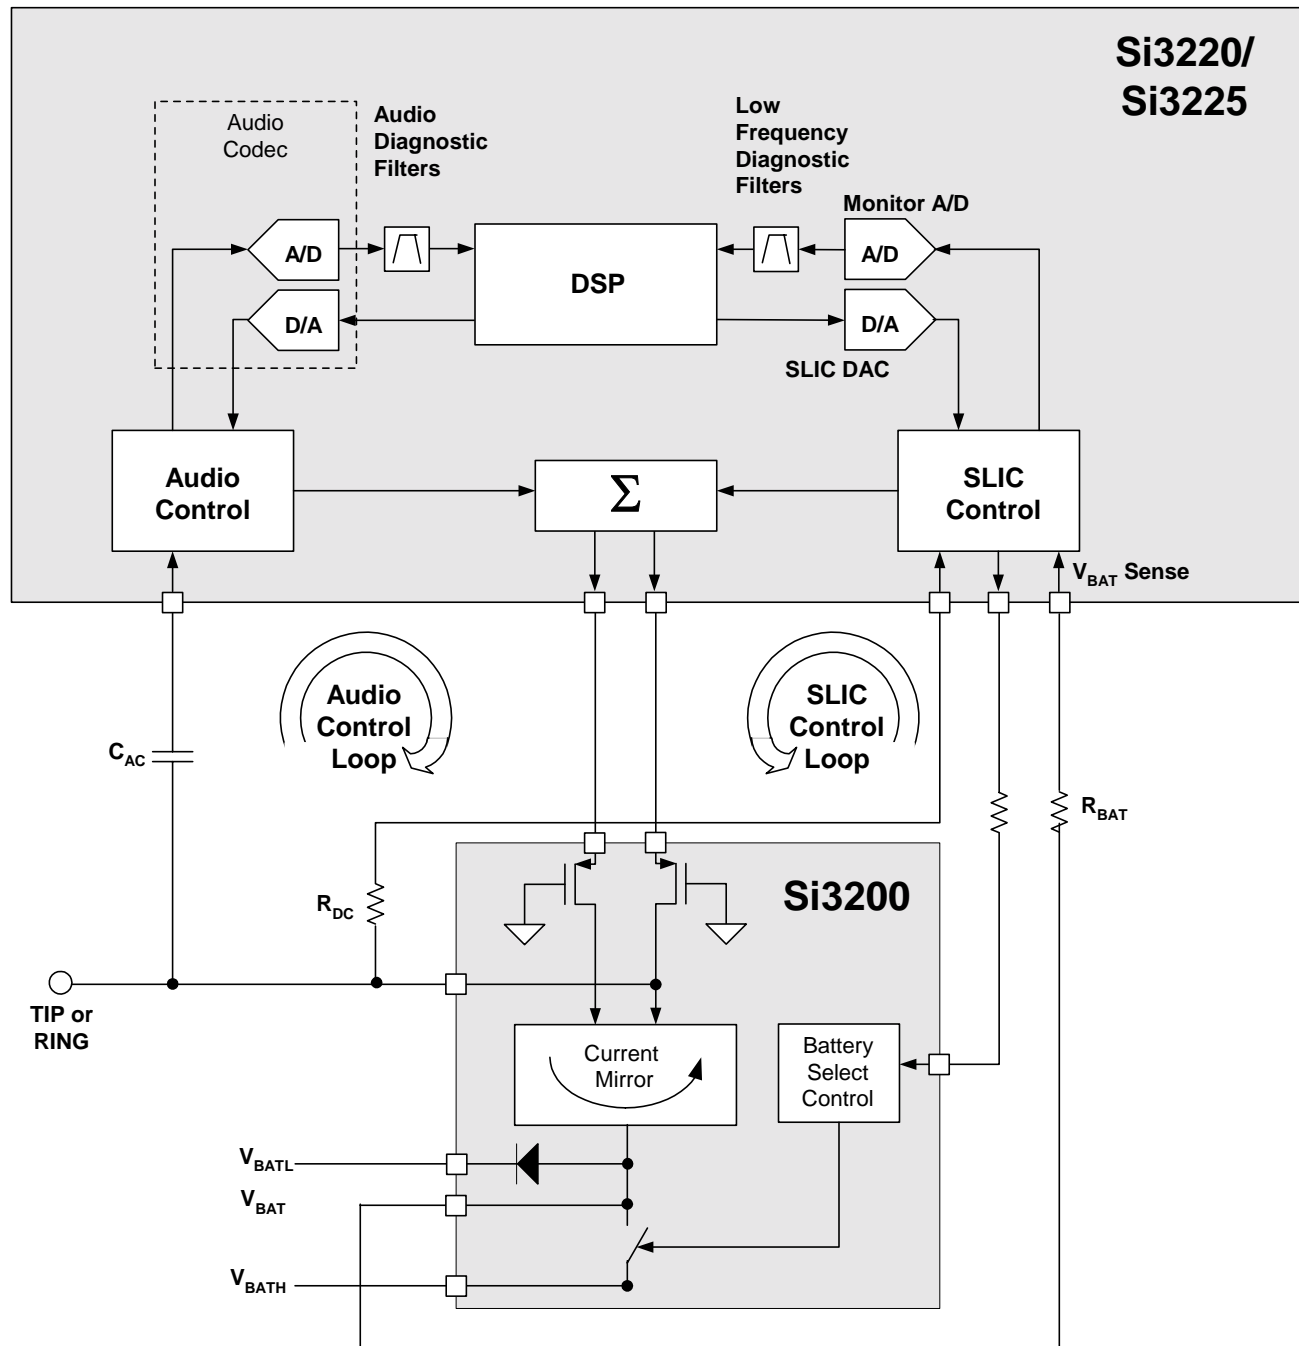 Si3220/
Si3225
Audio
Codec
Audio
Diagnostic
Filters
Low
Frequency
Diagnostic
Filters
Monitor A/D
A/D
DSP
A/D
D/A
D/A
SLIC DAC
Audio
Control
Σ
SLIC
Control
VBAT Sense
Audio
Control
Loop
SLIC
Control
Loop
CAC
RBAT
RDC
Si3200
TIP or
RING
Current
Mirror
Battery
Select
Control
VBATL
VBAT
VBATH